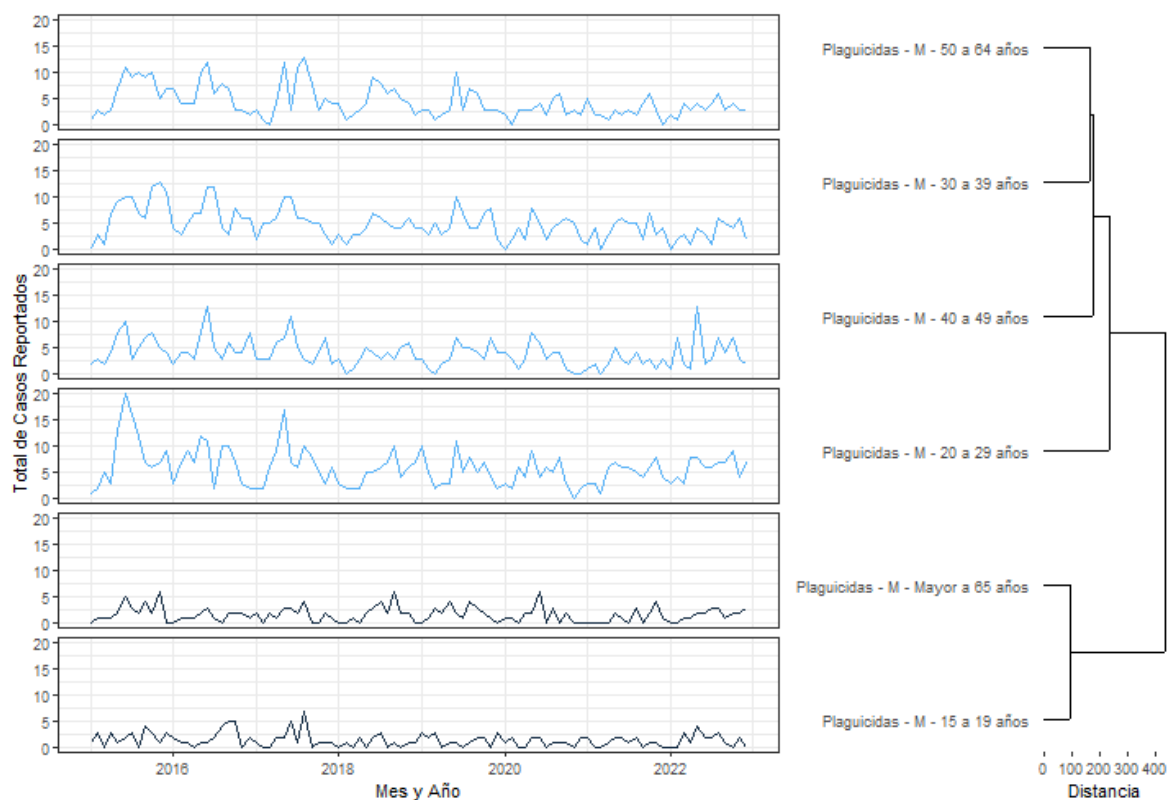 Total de Casos Reportados
20
15
10
5
0
20
15
10
5
0
20
15
10
5
0
20
15
10
5
0
20
15
10
5
0
20
15
10
5
0
2016 2018 2020 2022
Mes y Año
Plaguicidas - M - 50 a 64 años
Plaguicidas - M - 30 a 39 años
Plaguicidas - M - 40 a 49 años
Plaguicidas - M - 20 a 29 años
Plaguicidas - M - Mayor a 65 años
Plaguicidas - M - 15 a 19 años
0 100 200 300 400
Distancia